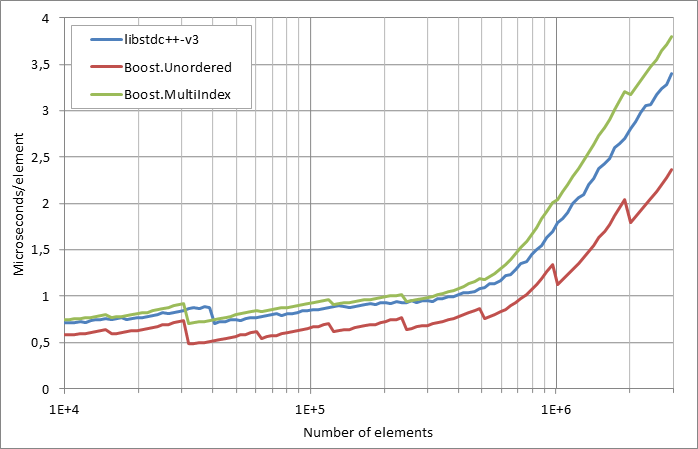 4
3,5
3
2,5
2
1,5
1
0,5
0
Microseconds/element
libstdc++-v3
Boost.Unordered
Boost.MultiIndex
1E+4
1E+5
1E+6
Number of elements